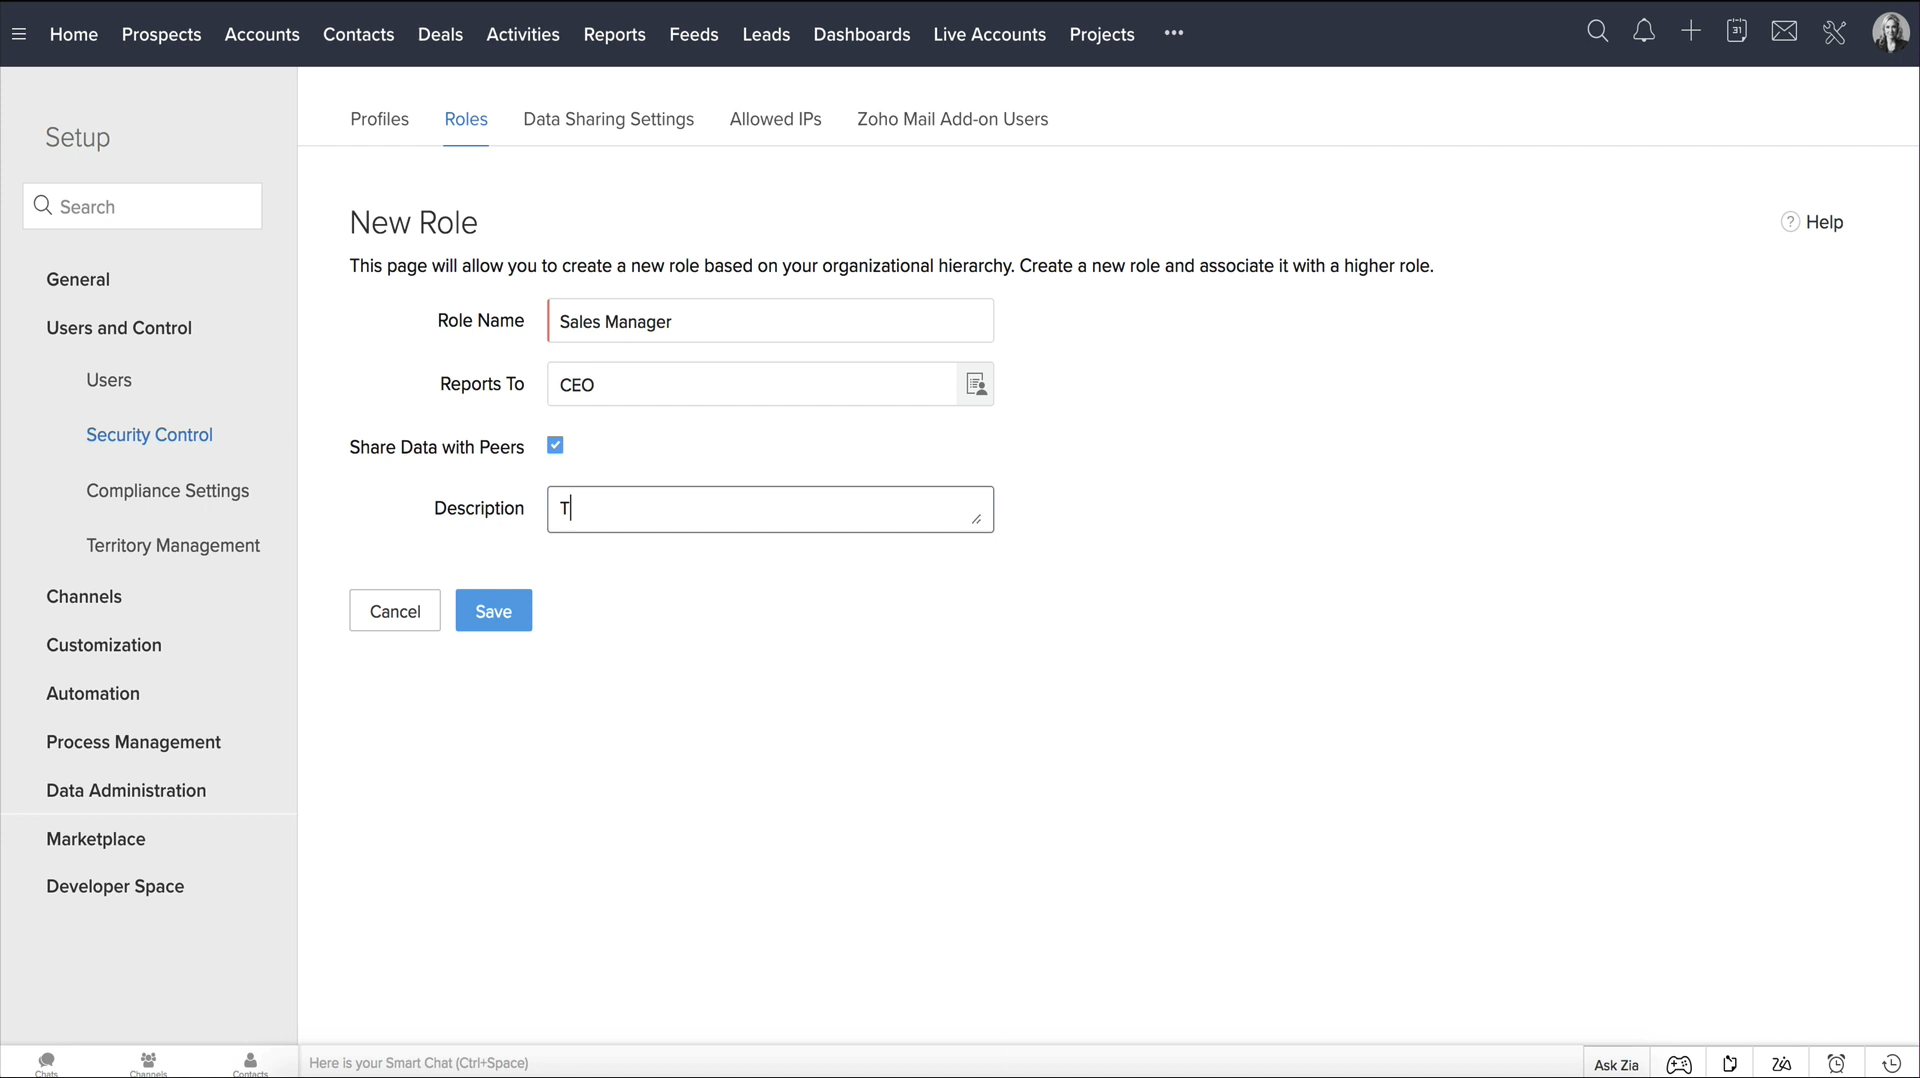 Home Prospects Accounts Contacts Deals Activities Reports Feeds Leads Dashboards Live Accounts Projects •••
31
Setup
Search
General
Users and Control
Users
Security Control
Compliance Settings
Territory Management
Channels
Customization
Automation
Process Management
Data Administration
Marketplace
Developer Space
Profiles Roles Data Sharing Settings Allowed IPs Zoho Mail Add-on Users
New Role
? Help
This page will allow you to create a new role based on your organizational hierarchy. Create a new role and associate it with a higher role.
Role Name Sales Manager
Reports To CEO
Share Data with Peers
Description T
Cancel Save
Chats Channels Contacts
Here is your Smart Chat (Ctrl+Space)
Ask Zia